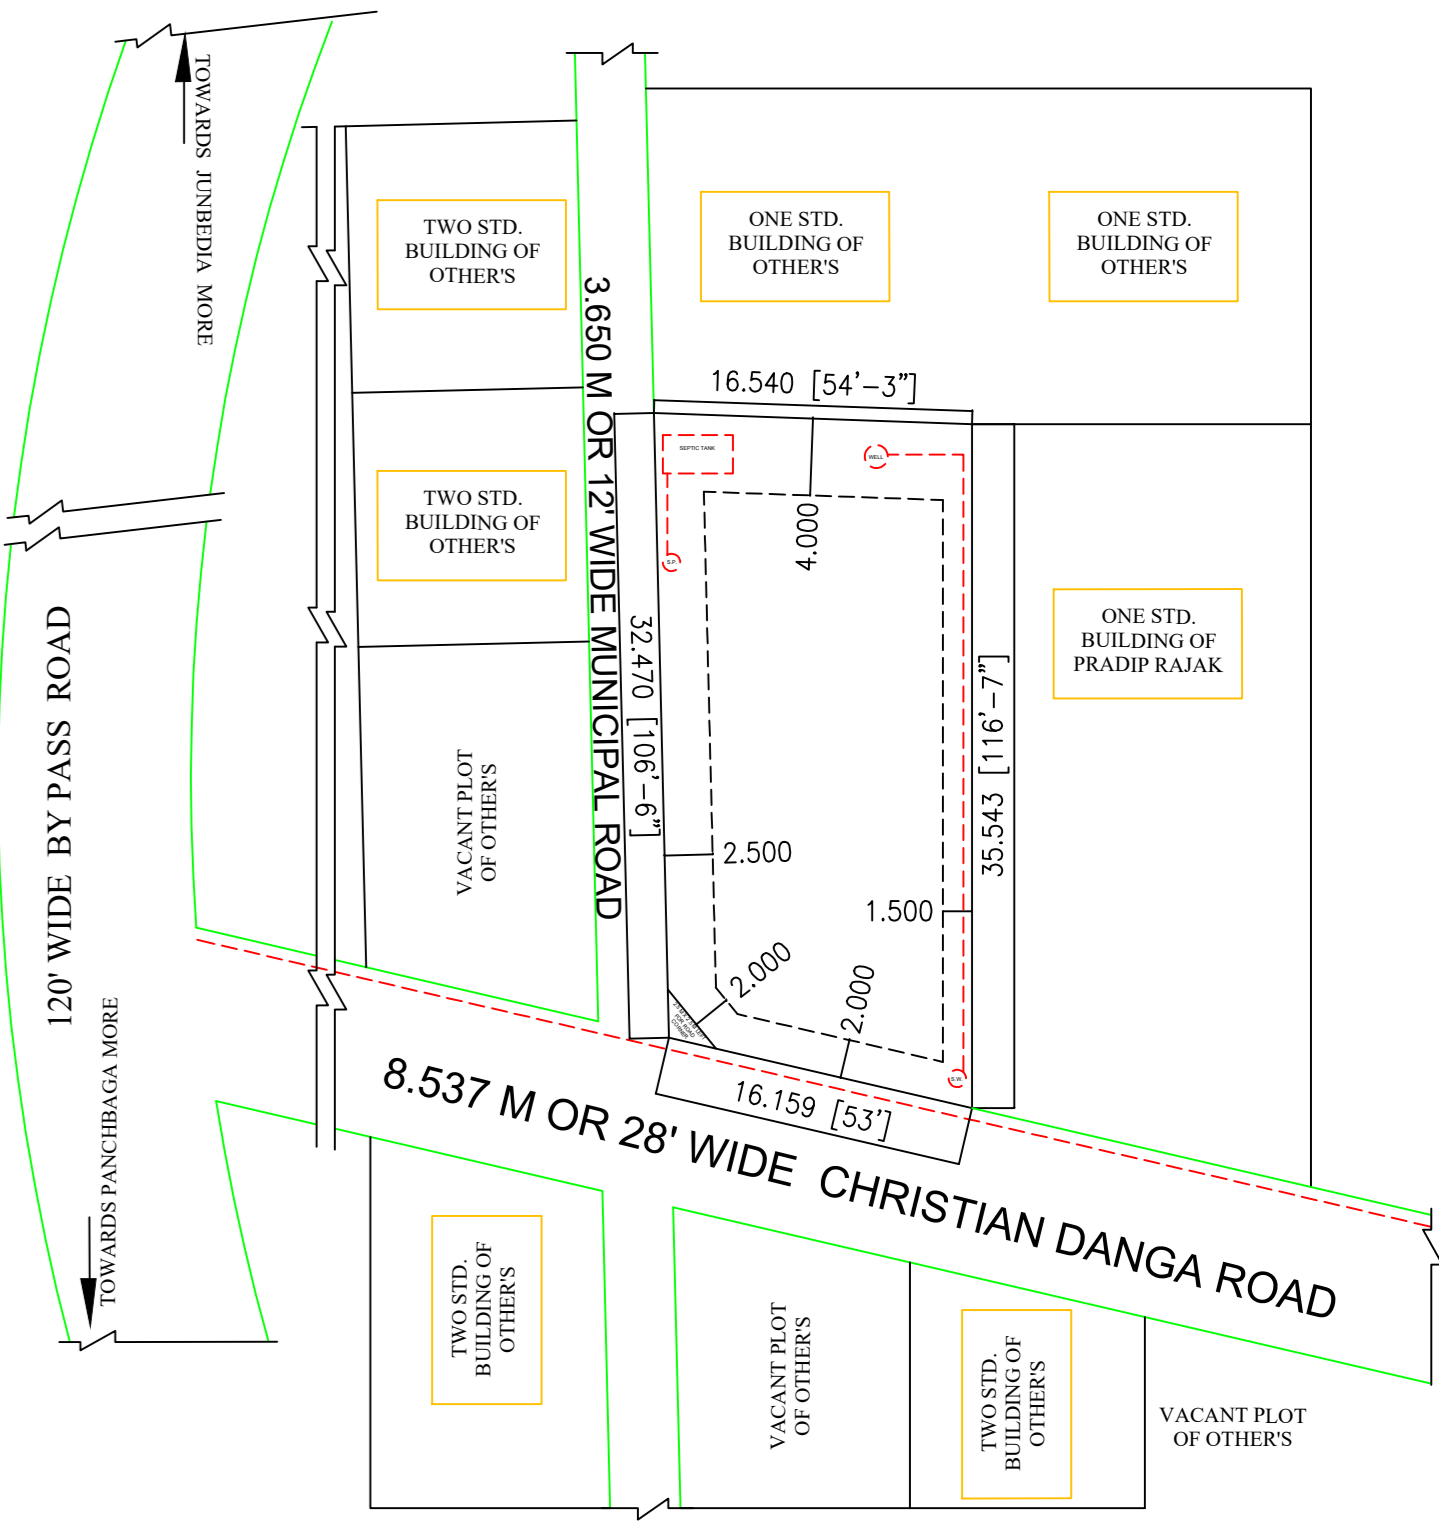 TOWARDS JUNBEDIA MORE
TWO STD.
BUILDING OF
OTHER'S
ONE STD.
BUILDING OF
OTHER'S
ONE STD.
BUILDING OF
OTHER'S
3.650 M OR 12' WIDE MUNICIPAL ROAD
16.540 [54'-3"]
SEPTIC TANK
WELL
TWO STD.
BUILDING OF
OTHER'S
4.000
S.P.
ONE STD.
BUILDING OF
PRADIP RAJAK
120' WIDE BY PASS ROAD
32.470 [106'-6"]
35.543 [116'-7"]
VACANT PLOT
OF OTHER'S
2.500
1.500
2.000
2.000
FOR ROAD
CORNER
TOWARDS PANCHBAGA MORE
S.W.
16.159 [53']
8.537 M OR 28' WIDE CHRISTIAN DANGA ROAD
TWO STD.
BUILDING OF
OTHER'S
VACANT PLOT
OF OTHER'S
TWO STD.
BUILDING OF
OTHER'S
VACANT PLOT
OF OTHER'S